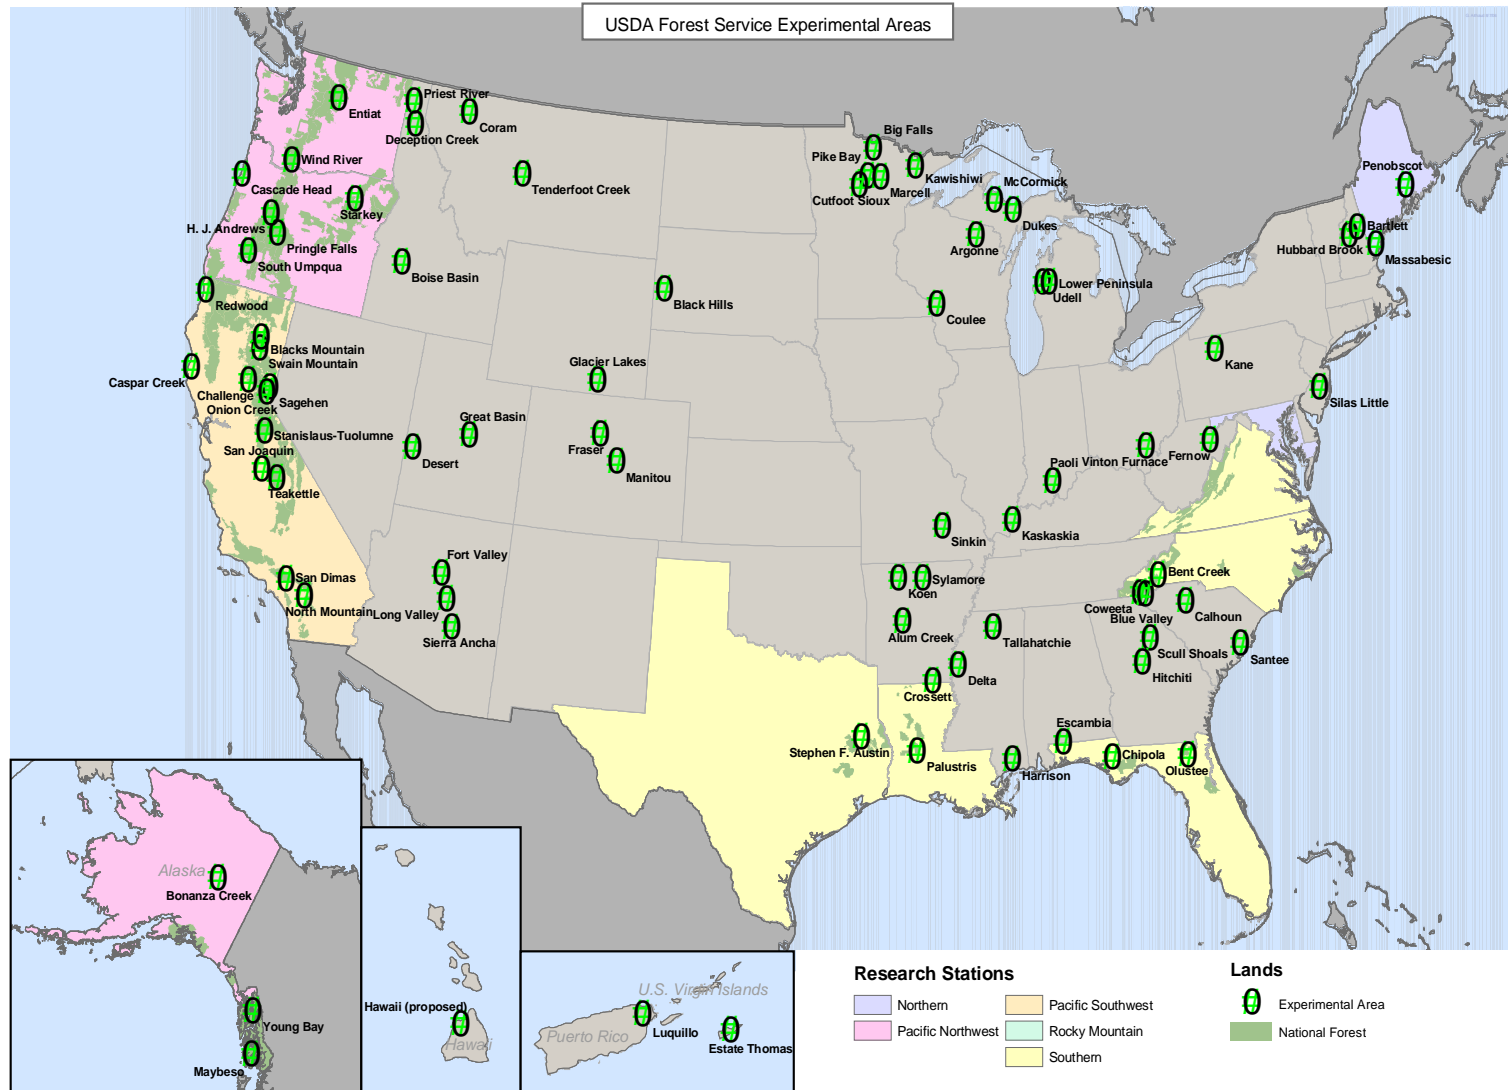 USDA Forest Service Experimental Areas
Priest River
Entiat
Coram
Deception Creek
Big Falls
Pike Bay
Wind River
Kawishiwi
Penobscot
Cascade Head
Tenderfoot Creek
Marcell
McCormick
Cutfoot Sioux
Starkey
Dukes
H. J. Andrews
Bartlett
Pringle Falls
Argonne
Hubbard Brook
Massabesic
South Umpqua
Boise Basin
Lower Peninsula
Udell
Redwood
Black Hills
Coulee
Blacks Mountain
Swain Mountain
Glacier Lakes
Kane
Caspar Creek
Challenge
Onion Creek
Sagehen
Silas Little
Great Basin
Stanislaus-Tuolumne
Fraser
San Joaquin
Desert
Paoli
Vinton Furnace
Fernow
Manitou
Teakettle
Sinkin
Kaskaskia
Fort Valley
San Dimas
Koen
Sylamore
Bent Creek
North Mountain
Long Valley
Coweeta
Blue Valley
Calhoun
Sierra Ancha
Alum Creek
Tallahatchie
Scull Shoals
Santee
Delta
Hitchiti
Crossett
Escambia
Stephen F. Austin
Palustris
Harrison
Chipola
Olustee
Alaska
Bonanza Creek
Young Bay
Maybeso
Hawaii (proposed)
Hawaii
U.S. Virgin Islands
Puerto Rico
Luquillo
Estate Thomas
Research Stations
Northern
Pacific Northwest
Pacific Southwest
Rocky Mountain
Southern
Lands
Experimental Area
National Forest